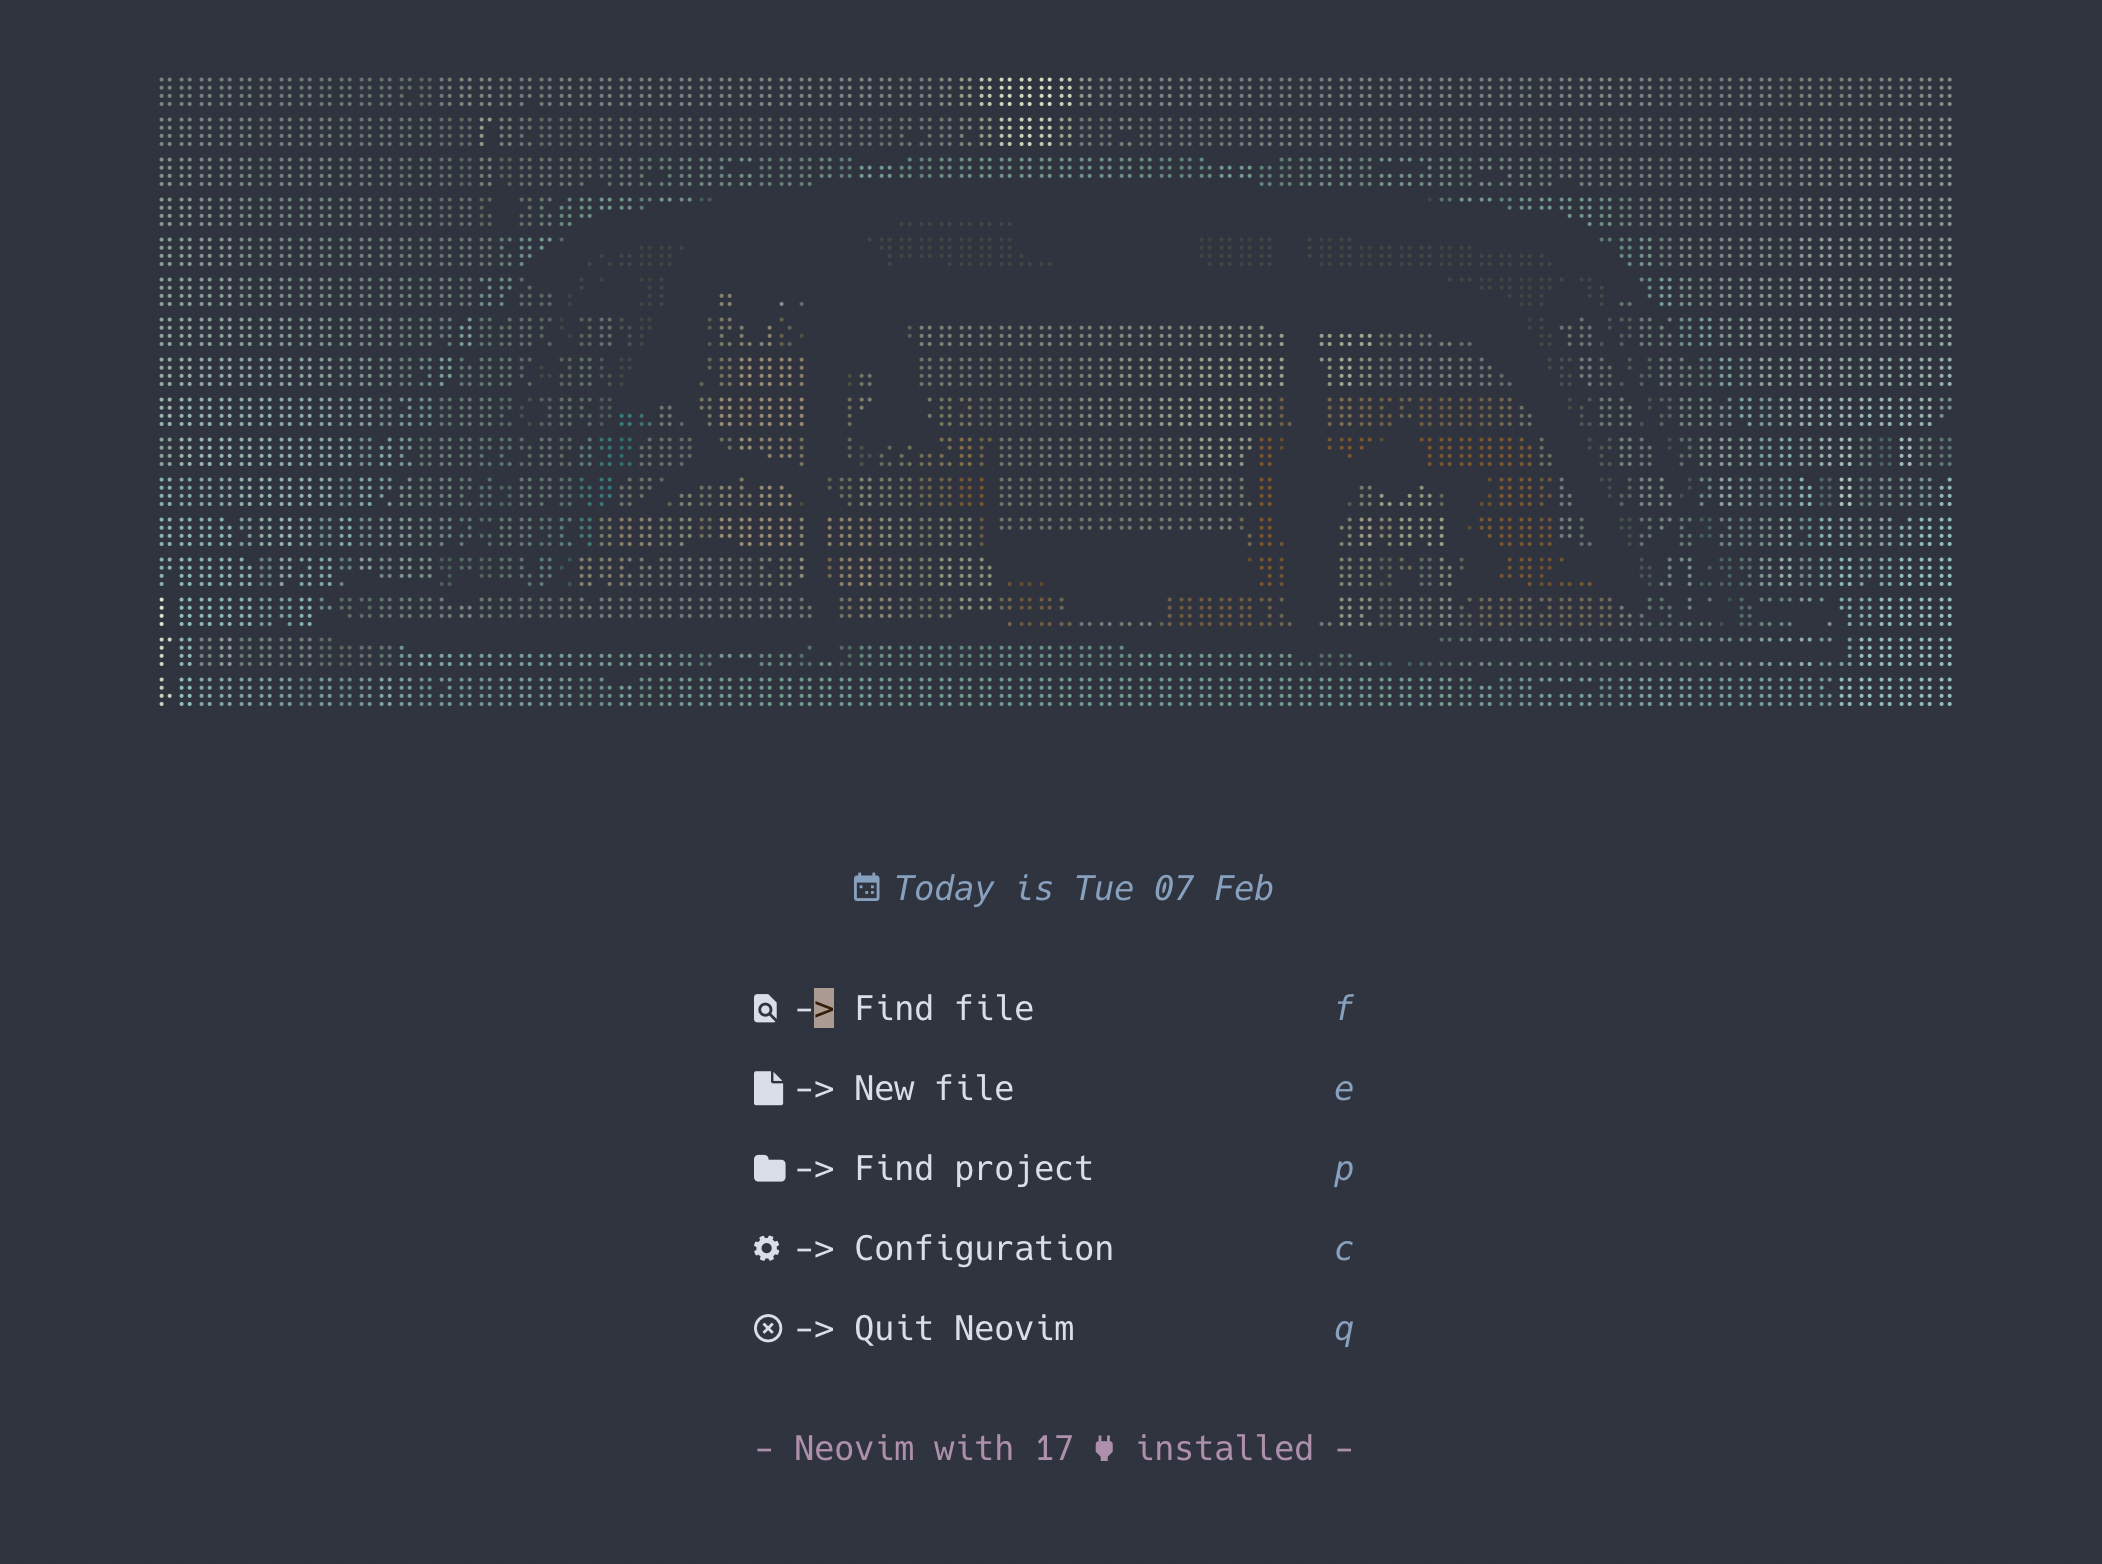 Today is Tue 07 Feb
-> Find file f
-> New file e
-> Find project p
-> Configuration c
-> Quit Neovim q
- Neovim with 17 installed -